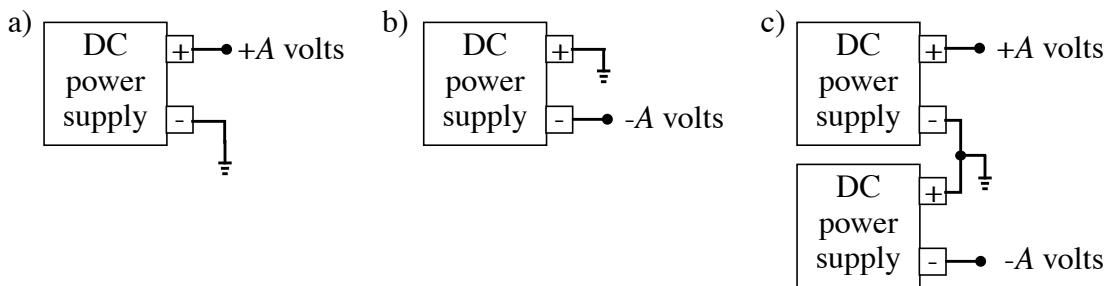 a)
DC
power
supply
+
-
+A volts
b)
DC
power
supply
+
-
-A volts
c)
DC
power
supply
+
-
+A volts
DC
power
supply
+
-
-A volts